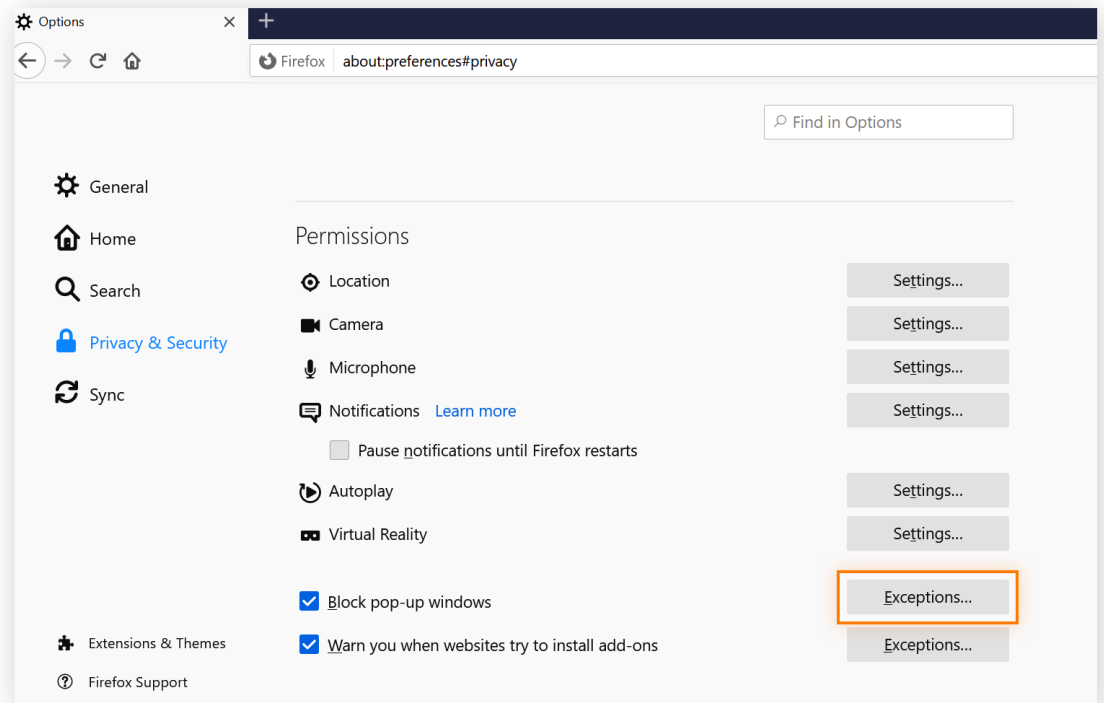 Options
Firefox about:preferences#privacy
Find in Options
General
Home
Search
Privacy & Security
Sync
Extensions & Themes
Firefox Support
Permissions
Location Settings...
Camera Settings...
Microphone Settings...
Notifications Learn more Settings...
Pause notifications until Firefox restarts
Autoplay Settings...
Virtual Reality Settings...
Block pop-up windows Exceptions...
Warn you when websites try to install add-ons Exceptions...